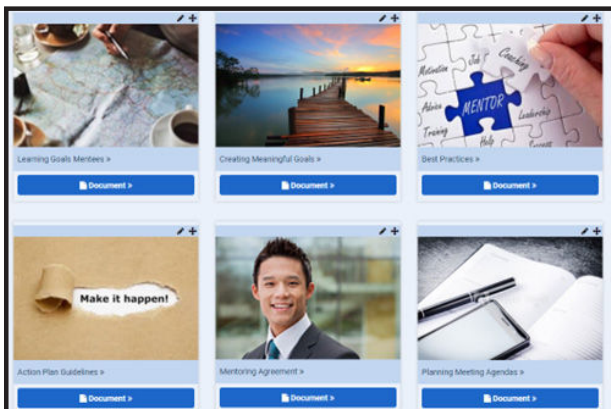 Motivation
Job T
Coaching
Advice
MENTOR
Leadership
Training
Help
Success
Learning Goals Mentees »
Creating Meaningful Goals »
Best Practices »
Document »
Document »
Document »
Make it happen!
Action Plan Guidelines »
Mentoring Agreement »
Planning Meeting Agendas »
Document »
Document »
Document »